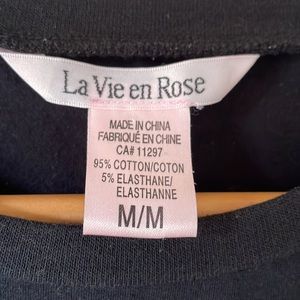 La Vie en Rose
MADE IN CHINA
FABRIQUÉ EN CHINE
CA# 11297
95% COTTON/COTON
5% ELASTHANE/
ELASTHANNE
M/M